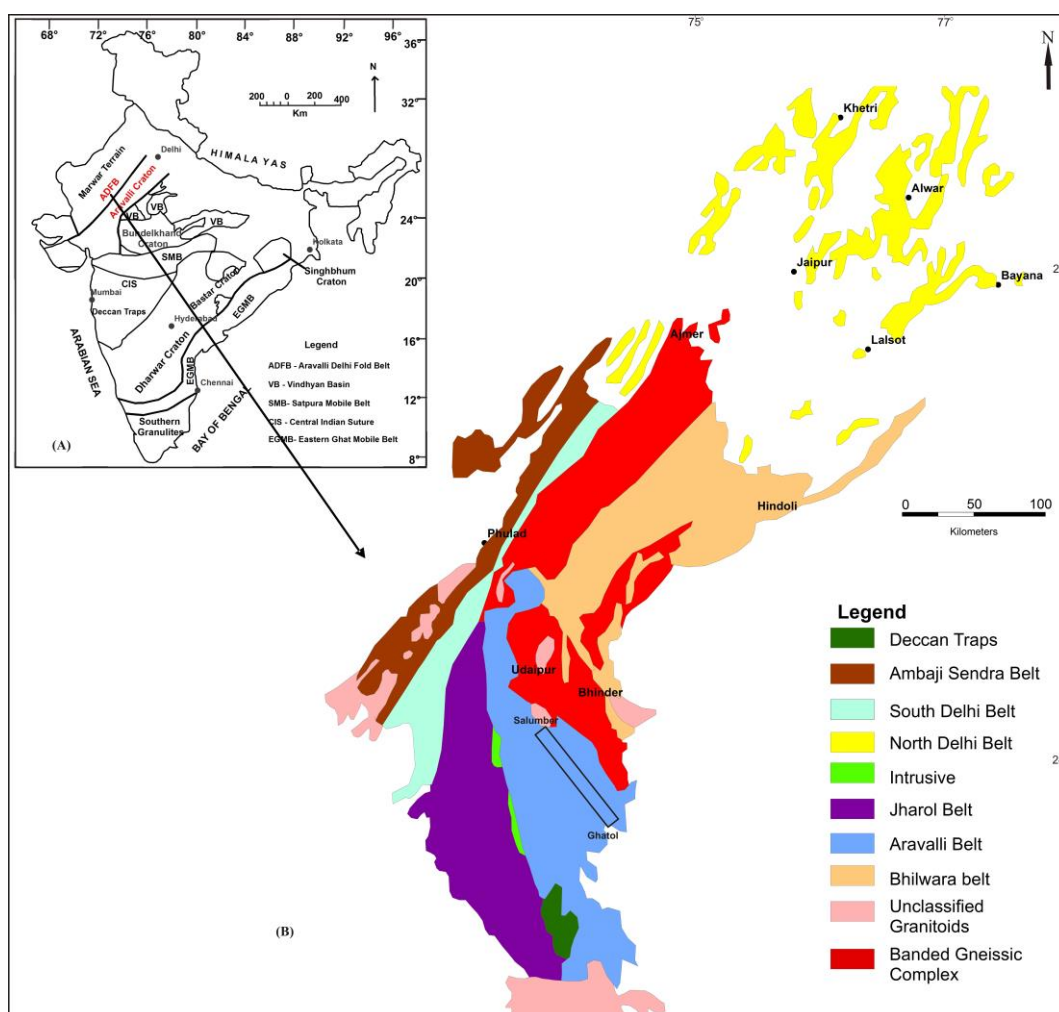 68° 72° 76° 80° 84° 88° 92° 96°
36°
32°
24°
20°
16°
12°
8°
N
200 0 200 400
Km
HIMALAYAS
Delhi
Marwar Terrain
ADFB
Aravalli Craton
VB
VB
VB
Bundelkhand
Craton
SMB
Kolkata
CIS
Singhbhum
Craton
Mumbai
Deccan Traps
Bastar Craton
EGMB
Hyderabad
ARABIAN SEA
Dharwar Craton
EGMB
Chennai
BAY OF BENGAL
Southern
Granulites
(A)
Legend
ADFB - Aravalli Delhi Fold Belt
VB - Vindhyan Basin
SMB- Satpura Mobile Belt
CIS - Central Indian Suture
EGMB- Eastern Ghat Mobile Belt
75° 77°
N
Khetri
Alwar
Jaipur
2
Bayana
Ajmer
Lalsot
Hindoli
0 50 100
Kilometers
Phulad
Udaipur
Bhinder
Salumber
2
Ghatol
(B)
Legend
Deccan Traps
Ambaji Sendra Belt
South Delhi Belt
North Delhi Belt
Intrusive
Jharol Belt
Aravalli Belt
Bhilwara belt
Unclassified
Granitoids
Banded Gneissic
Complex